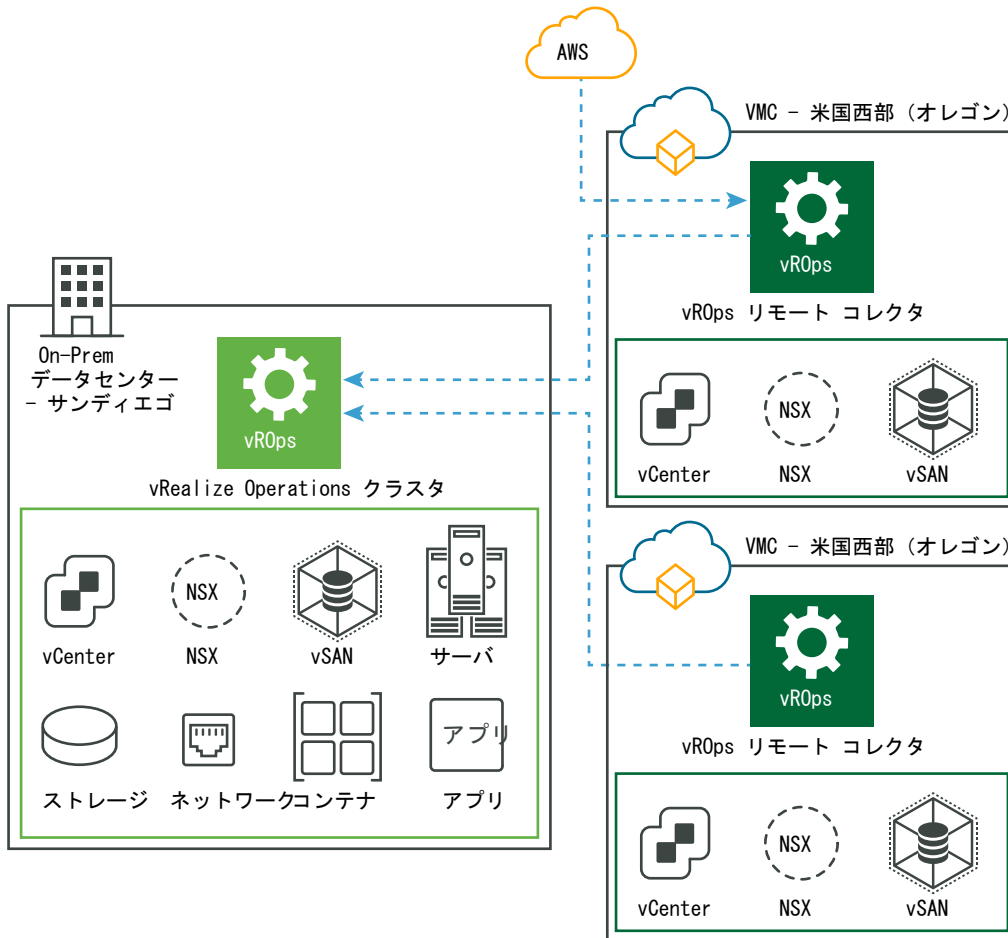 AWS
VMC - 米国西部（オレゴン）
vROps
vROps リモート コレクタ
vCenter
NSX
NSX
vSAN
On-Prem
データセンター
- サンディエゴ
vROps
vRealize Operations クラスタ
vCenter
NSX
NSX
vSAN
サーバ
ストレージ
ネットワーク
コンテナ
アプリ
アプリ
VMC - 米国西部（オレゴン）
vROps
vROps リモート コレクタ
vCenter
NSX
NSX
vSAN